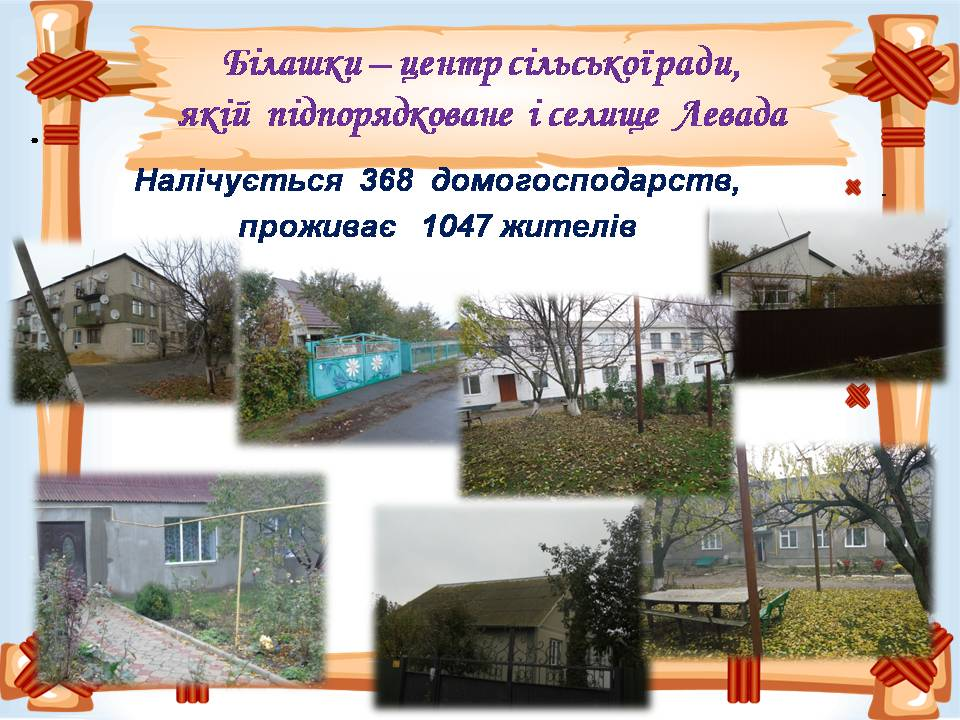 Білашки – центр сільської ради,
якій підпорядковане і селище Левада
Налічується 368 домогосподарств,
проживає 1047 жителів